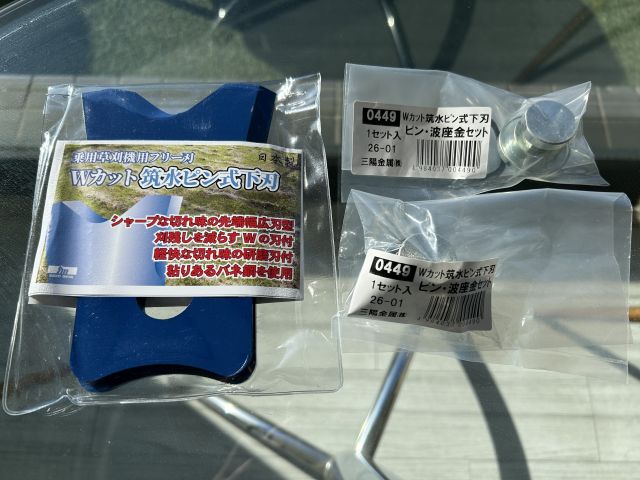 乗用草刈機用フリー刃
日本製
Wカット筑水ピン式下刃
シャープな切れ味の先端幅広刃型
刈残しを減らすWの刃付
軽快な切れ味の研磨刃付
粘りあるバネ鋼を使用
0449
Wカット筑水ピン式下刃
1セット入
ピン・波座金セット
26-01
三陽金属㈱
0449
Wカット筑水ピン式下刃
1セット入
ピン・波座金セット
26-01
三陽金属㈱